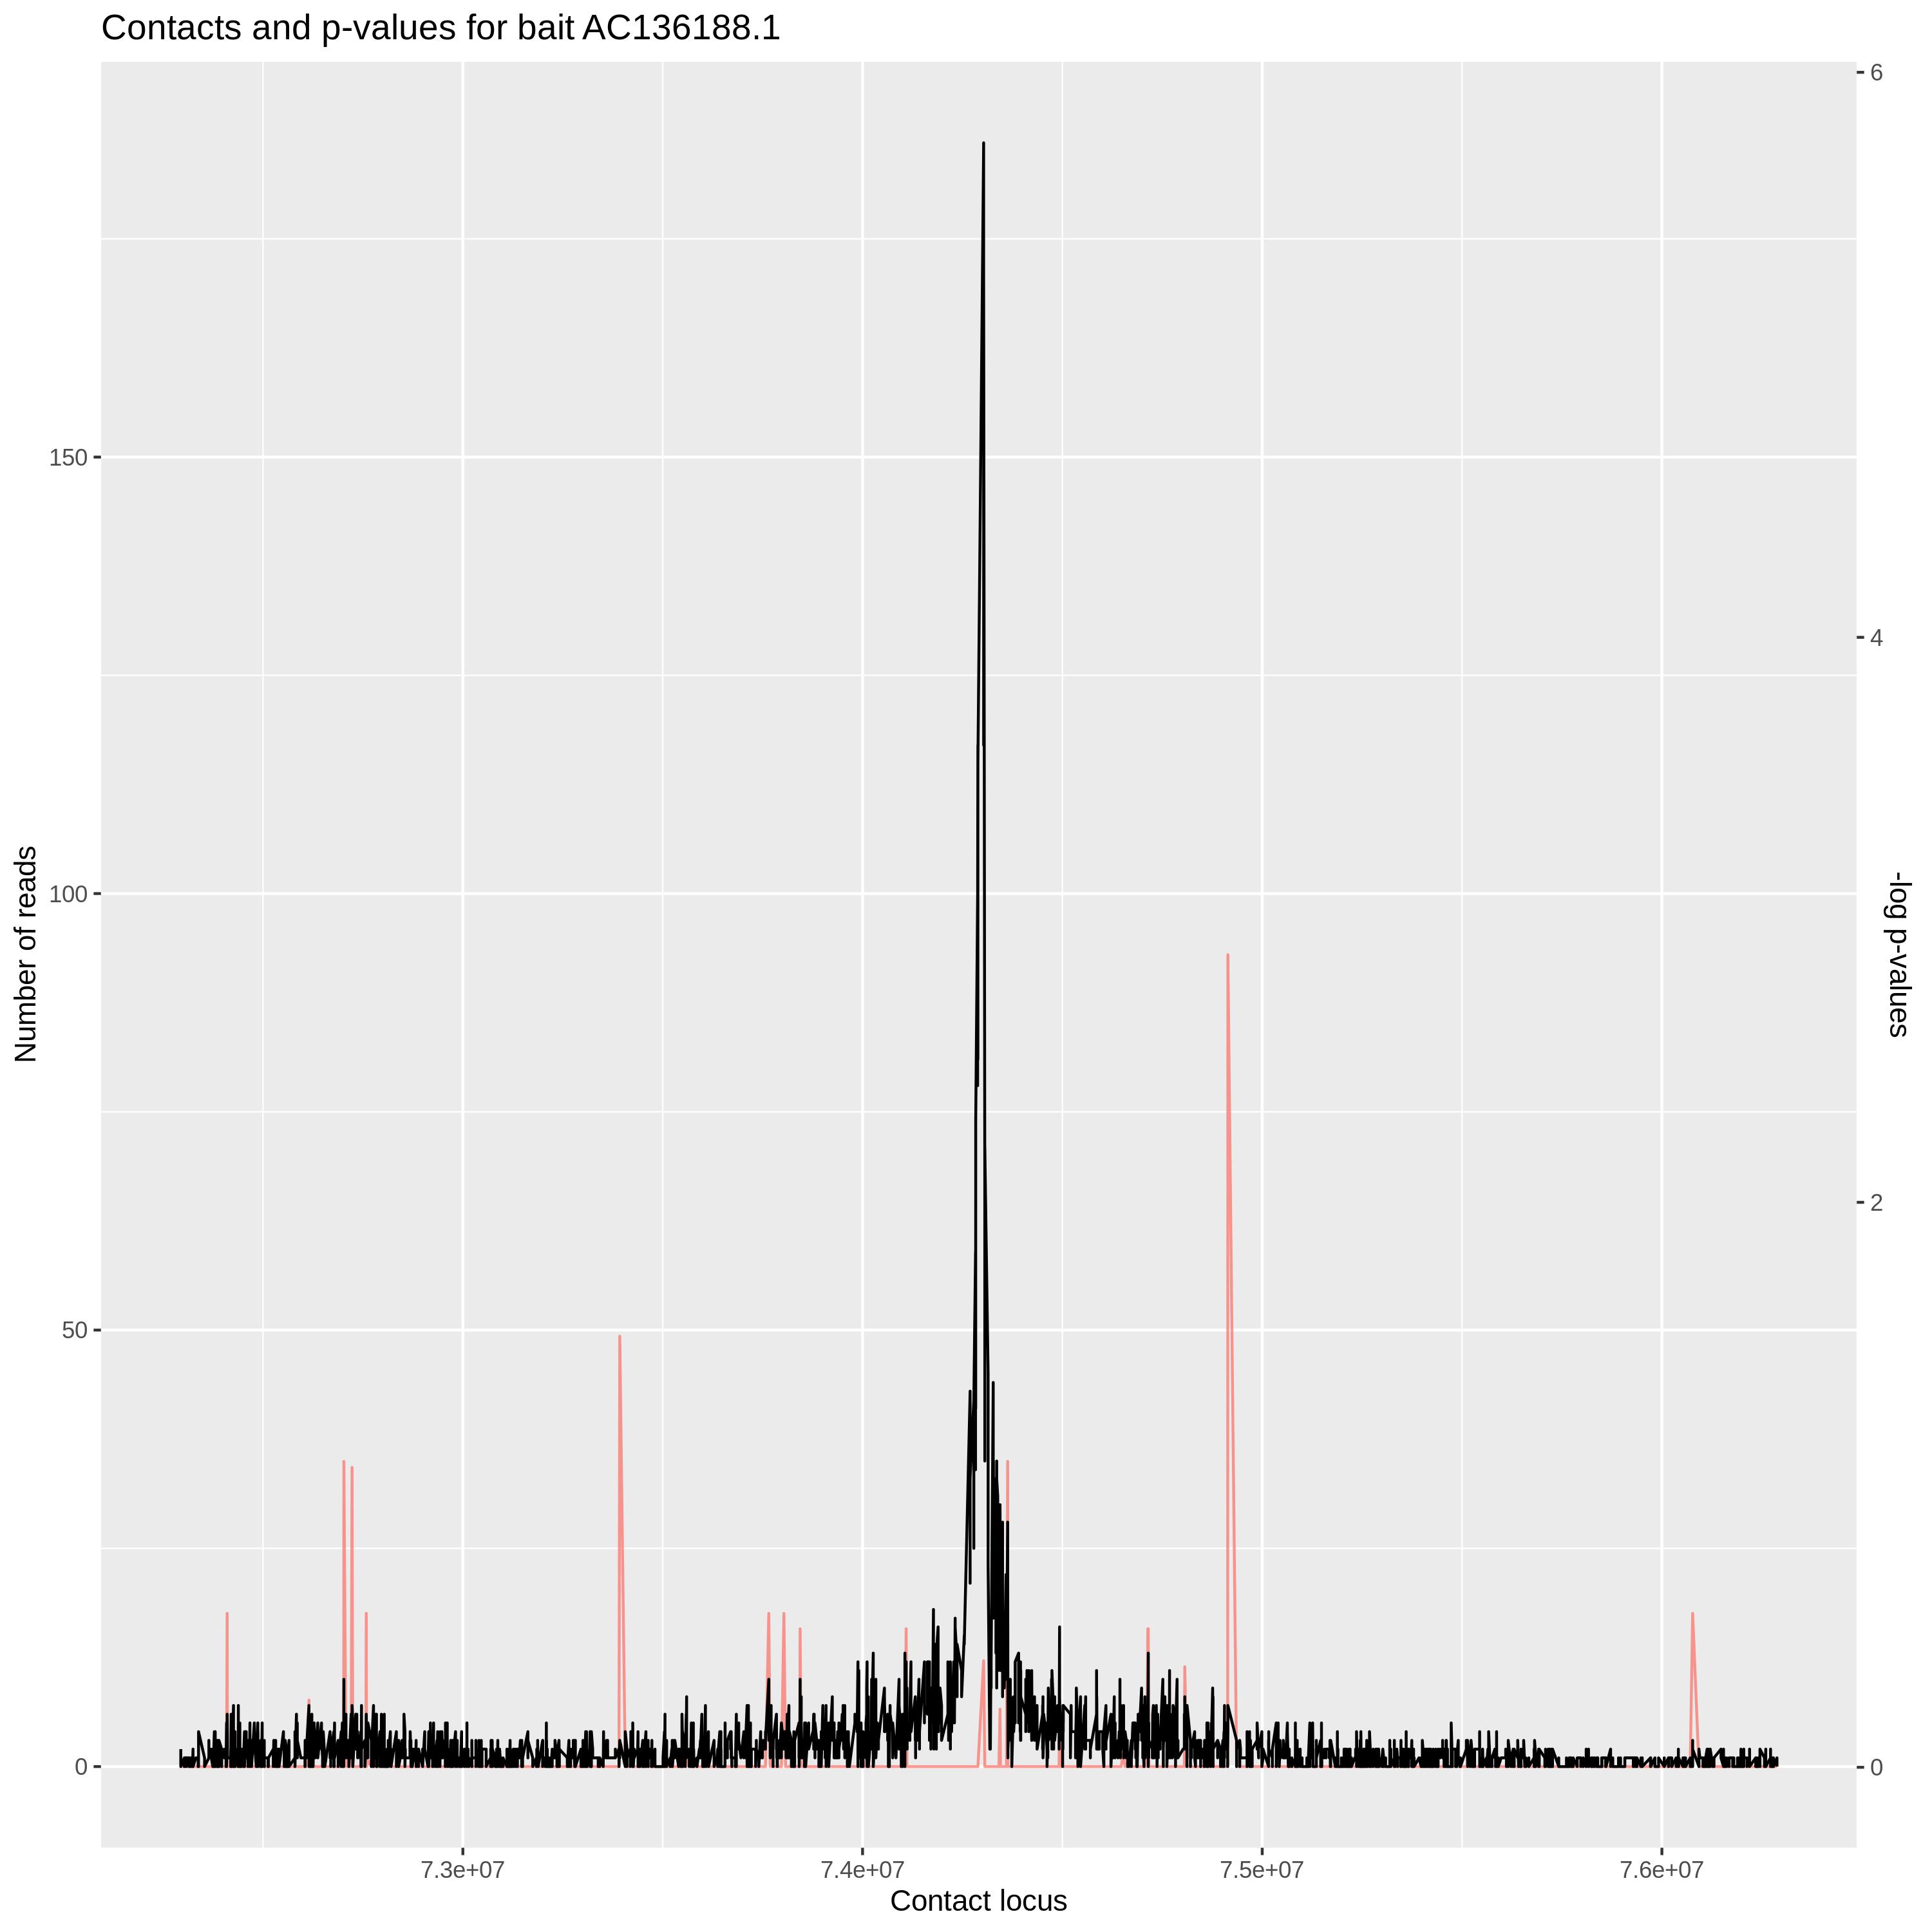 Contacts and p-values for bait AC136188.1
6
150
4
100
Number of reads
-log p-values
2
50
0
0
7.3e+07
7.4e+07
7.5e+07
7.6e+07
Contact locus